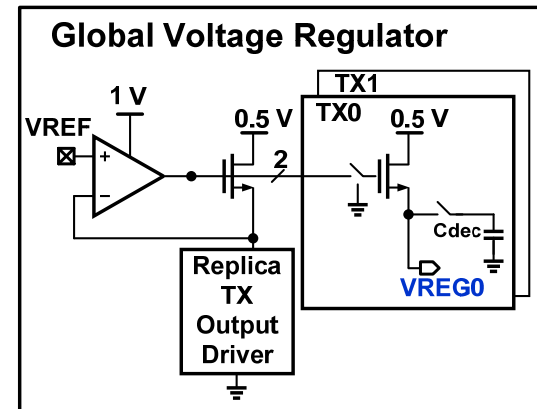 Global Voltage Regulator
TX1
TX0
1 V
0.5 V
0.5 V
VREF
+
−
2
Cdec
VREG0
Replica
TX
Output
Driver